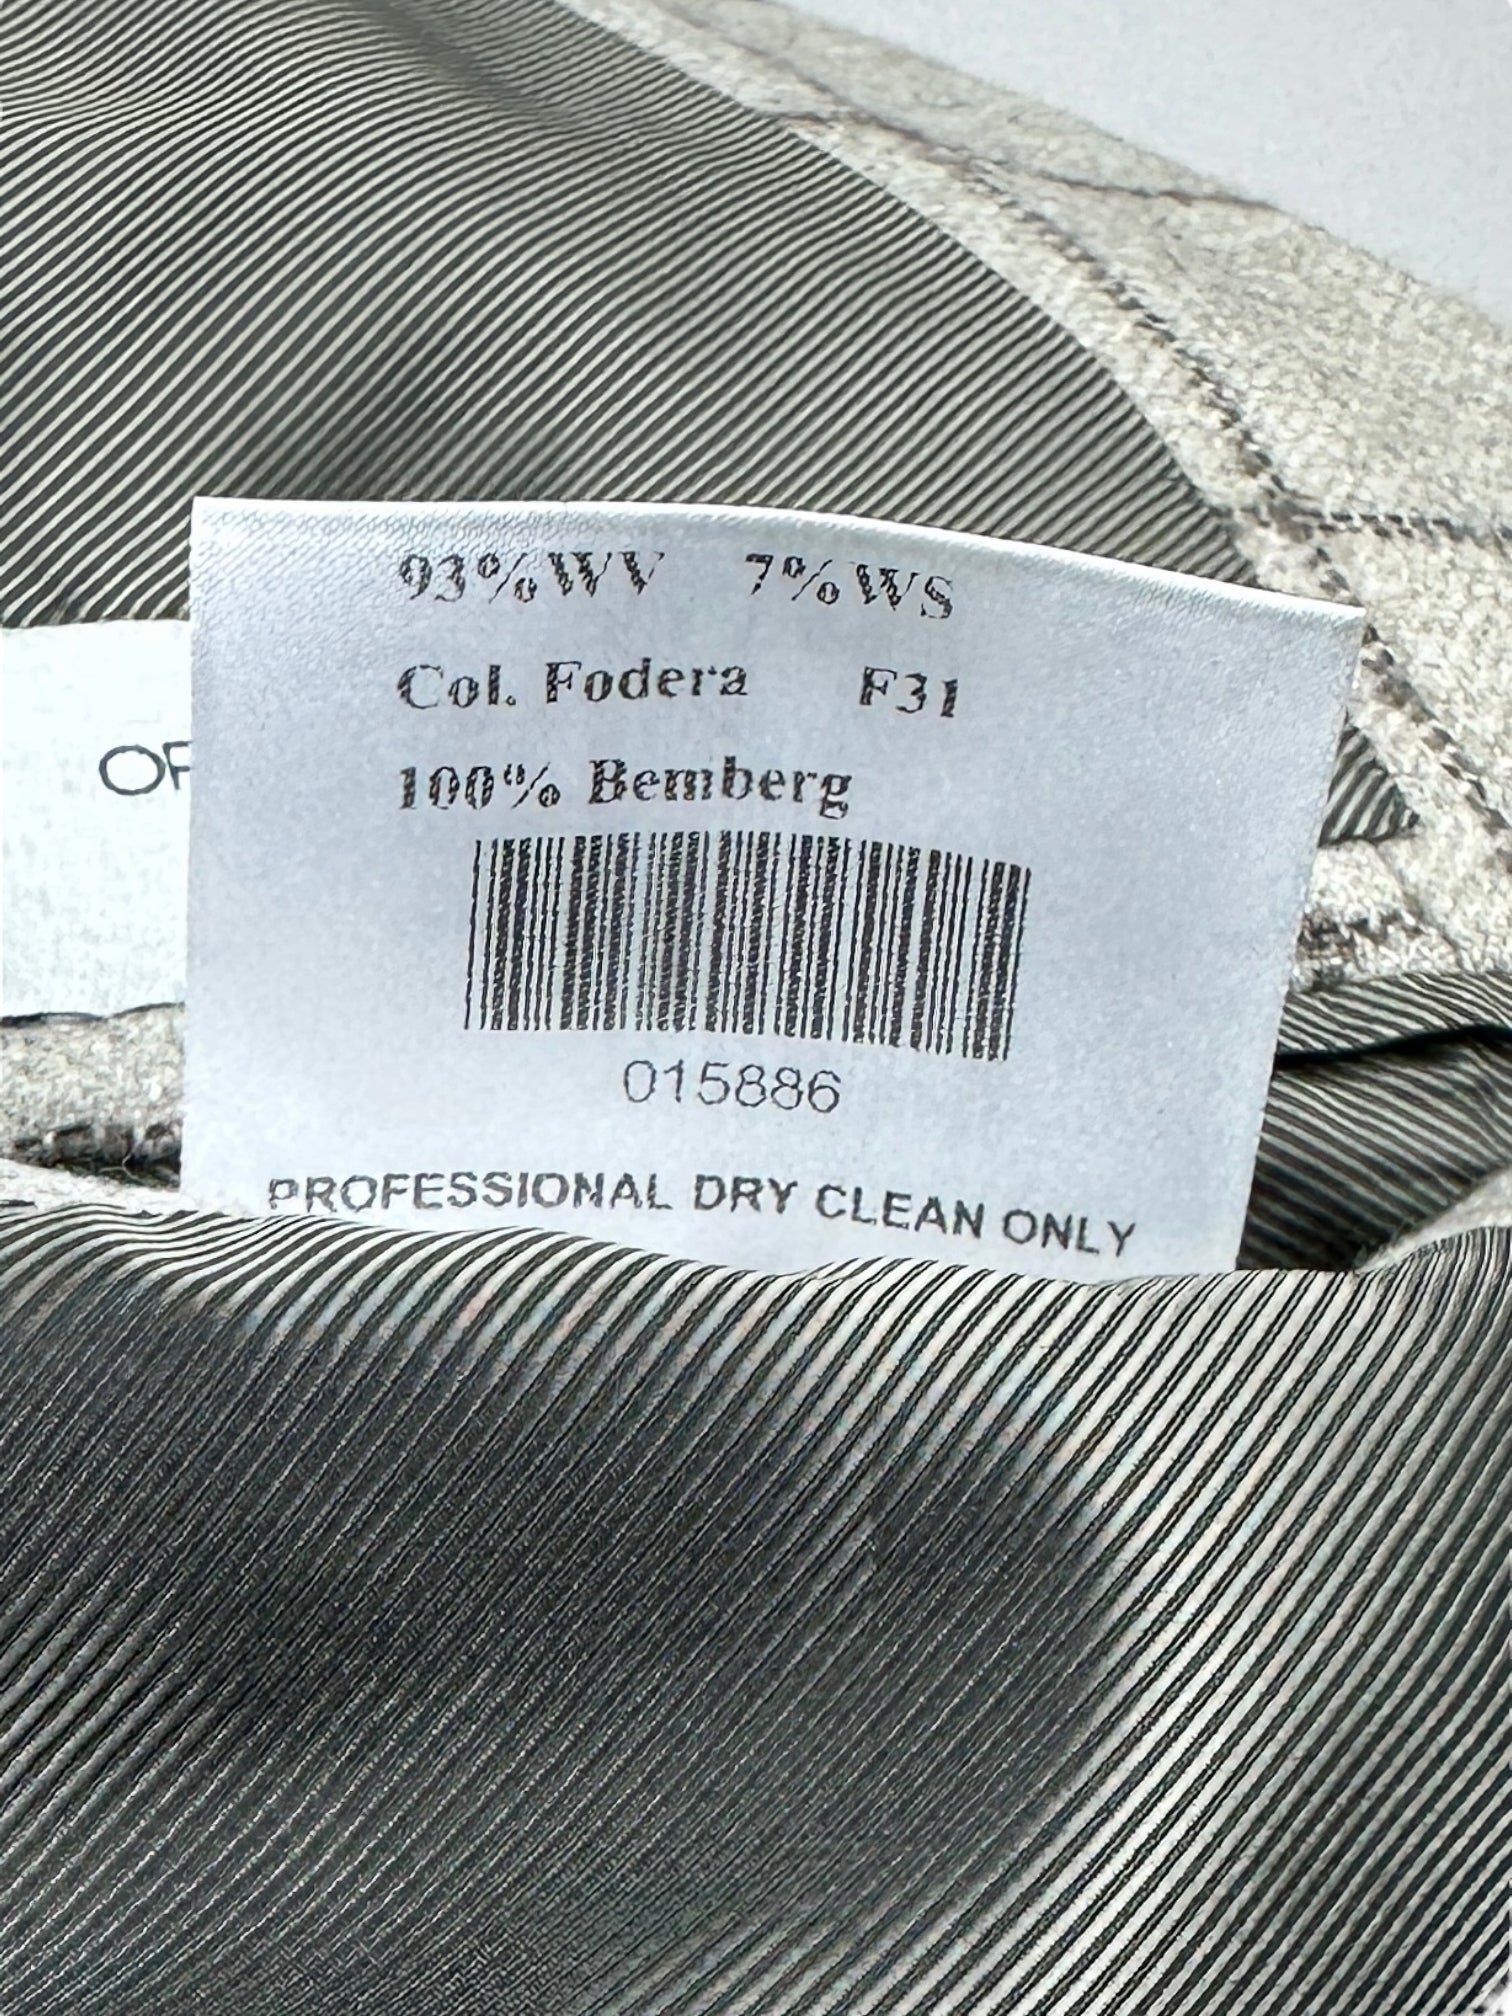 93%WV 7%WS
Col. Fodera F31
100% Bemberg
015886
PROFESSIONAL DRY CLEAN ONLY